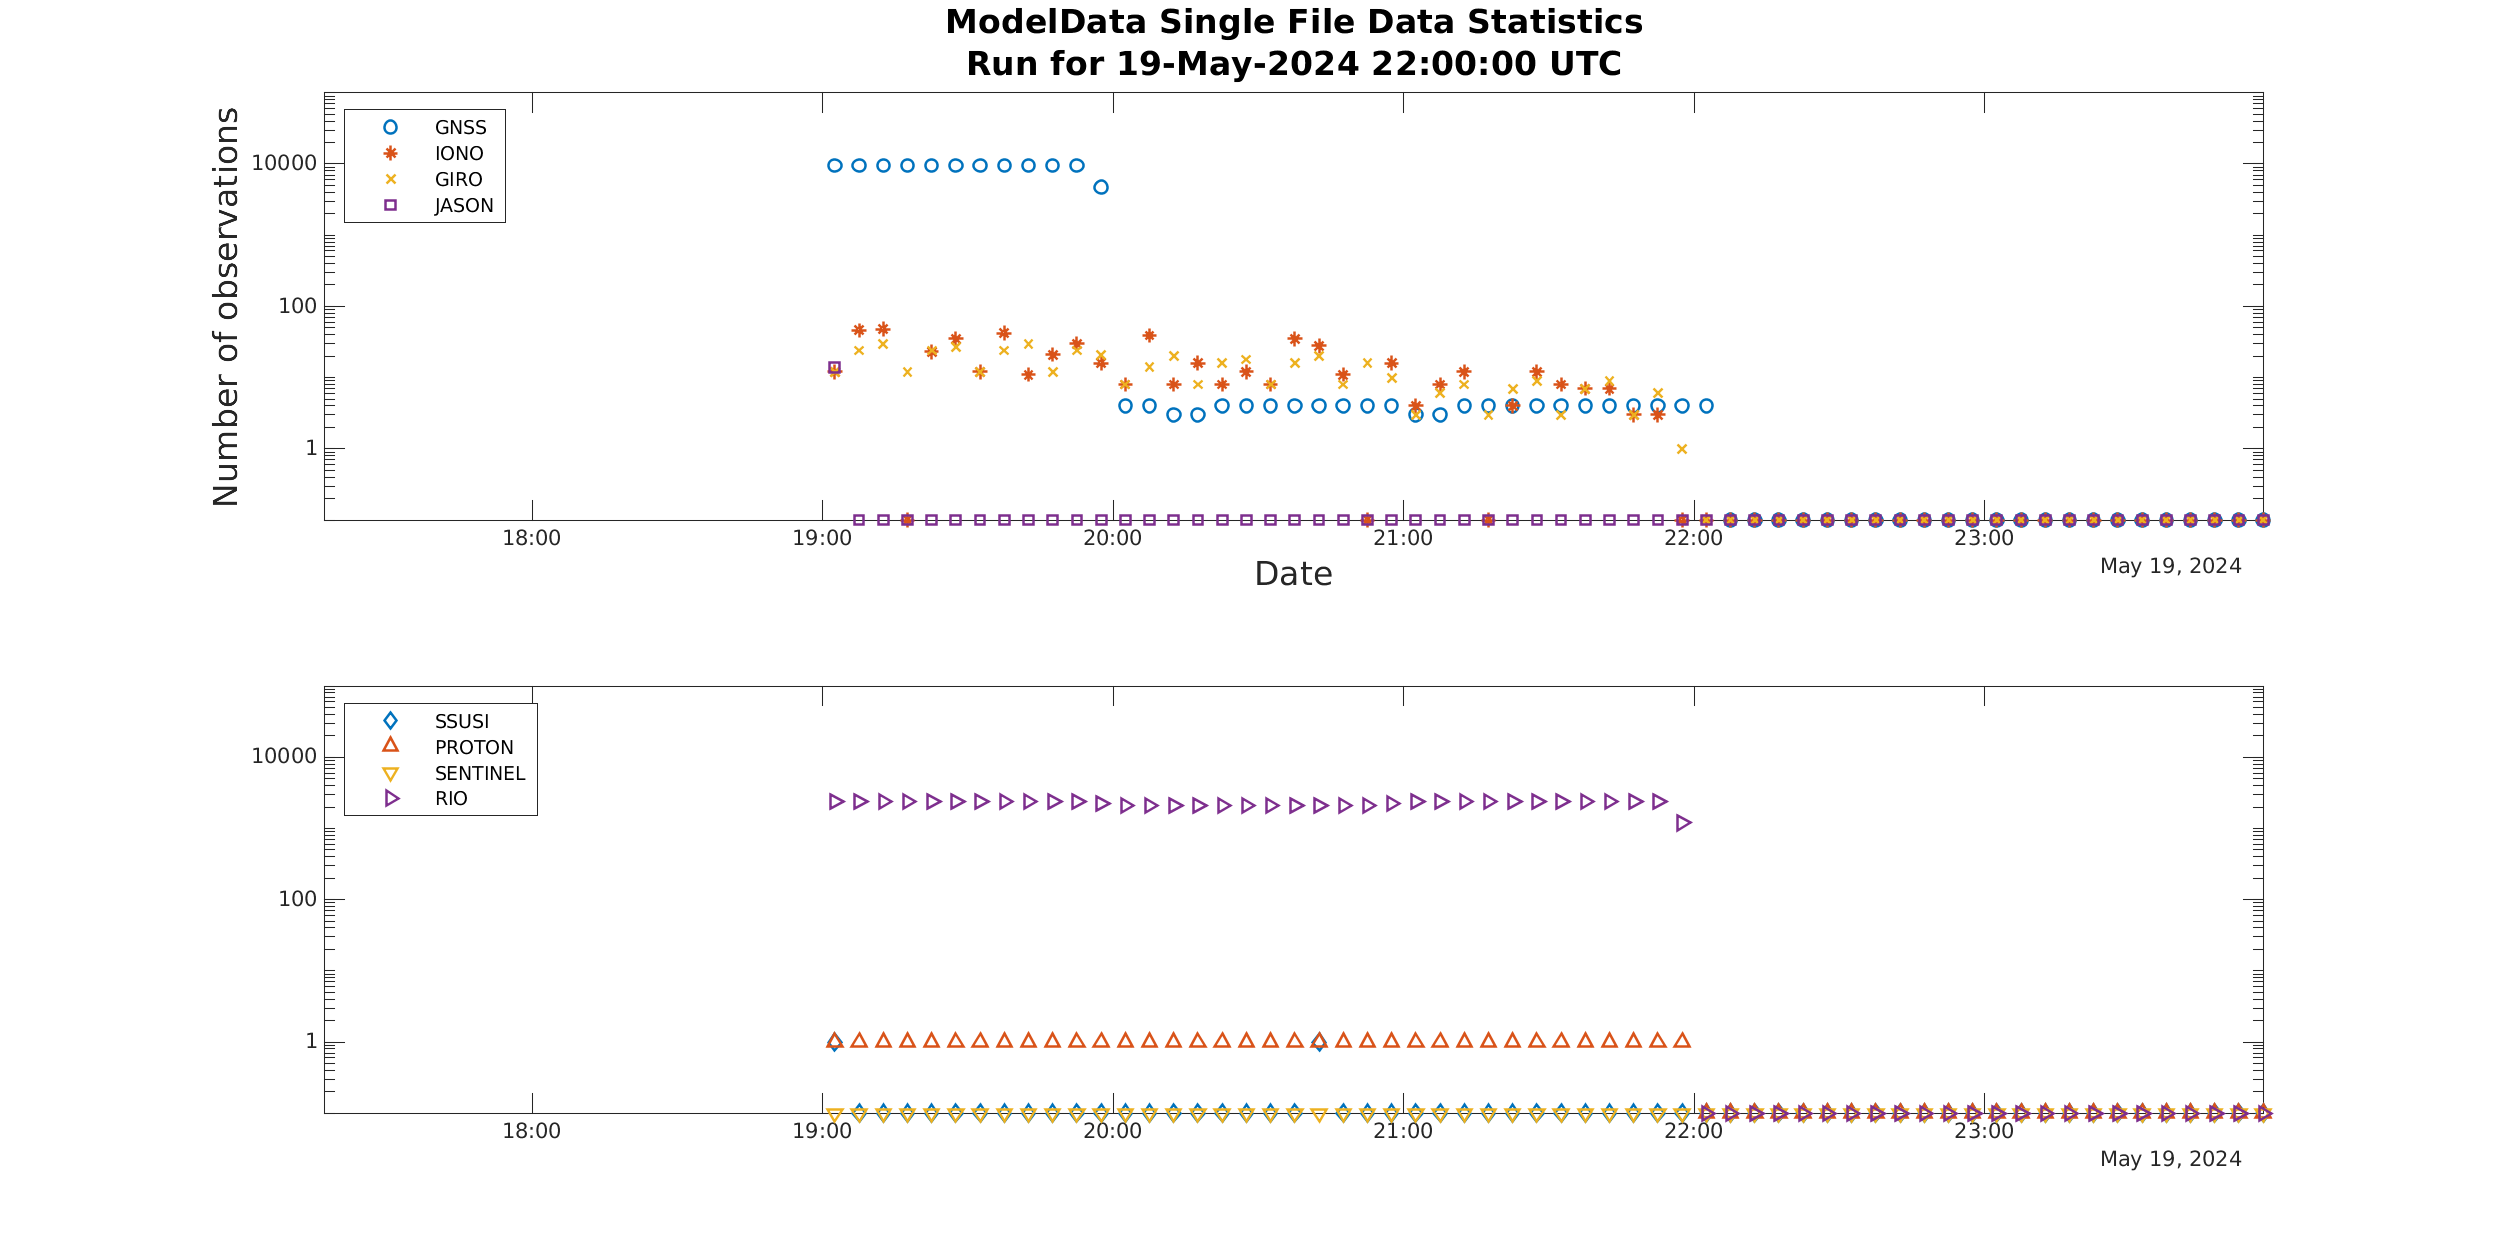 ModelData Single File Data Statistics
Run for 19-May-2024 22:00:00 UTC
Number of observations
10000
100
1
GNSS
IONO
GIRO
JASON
18:00 19:00 20:00 21:00 22:00 23:00
Date
May 19, 2024
10000
100
1
SSUSI
PROTON
SENTINEL
RIO
18:00 19:00 20:00 21:00 22:00 23:00
May 19, 2024